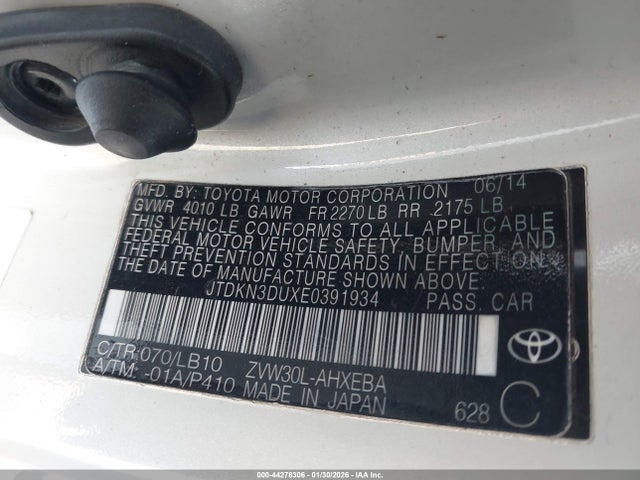 MFD. BY: TOYOTA MOTOR CORPORATION 06/14
GVWR 4010 LB GAWR FR 2270 LB RR 2175 LB
THIS VEHICLE CONFORMS TO ALL APPLICABLE
FEDERAL MOTOR VEHICLE SAFETY, BUMPER, AND
THEFT PREVENTION STANDARDS IN EFFECT ON
THE DATE OF MANUFACTURE SHOWN ABOVE.
JTDKN3DUXE0391934 PASS. CAR
C/TR:070/LB10 ZVW30L-AHXEBA
A/TM: -01A/P410 MADE IN JAPAN
TOYOTA
628 C
000-44278306 - 01/30/2026 - IAA Inc.